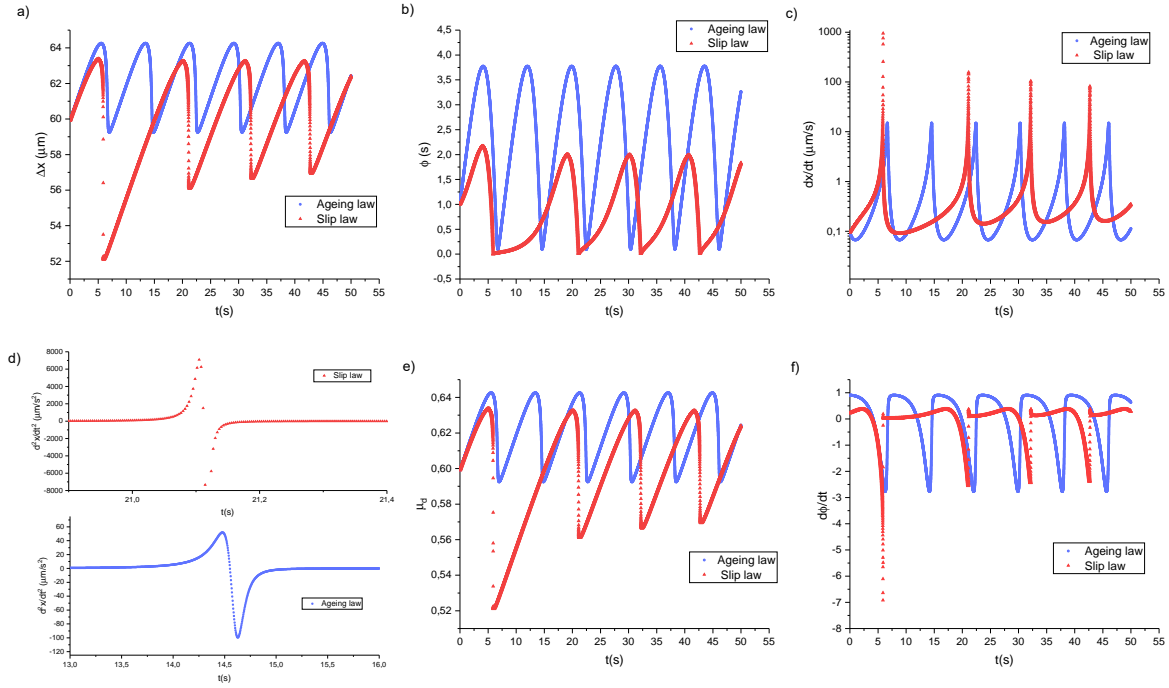 a)
64
62
60
58
56
54
52
0 5 10 15 20 25 30 35 40 45 50 55
Δx (μm)
t(s)
Ageing law
Slip law
b)
4,5
4,0
3,5
3,0
2,5
2,0
1,5
1,0
0,5
0,0
-0,5
0 5 10 15 20 25 30 35 40 45 50 55
ϕ (s)
t(s)
Ageing law
Slip law
c)
1000
100
10
1
0,1
0 5 10 15 20 25 30 35 40 45 50 55
dx/dt (μm/s)
t(s)
Ageing law
Slip law
d)
8000
6000
4000
2000
0
-2000
-4000
-6000
-8000
21,0 21,2 21,4
d²x/dt² (μm/s²)
t(s)
Slip law
60
40
20
0
-20
-40
-60
-80
-100
13,0 13,5 14,0 14,5 15,0 15,5 16,0
d²x/dt² (μm/s²)
t(s)
Ageing law
e)
0,64
0,60
0,56
0,52
0 5 10 15 20 25 30 35 40 45 50 55
μd
t(s)
Ageing law
Slip law
f)
2
1
0
-1
-2
-3
-4
-5
-6
-7
-8
0 5 10 15 20 25 30 35 40 45 50 55
dϕ/dt
t(s)
Ageing law
Slip law